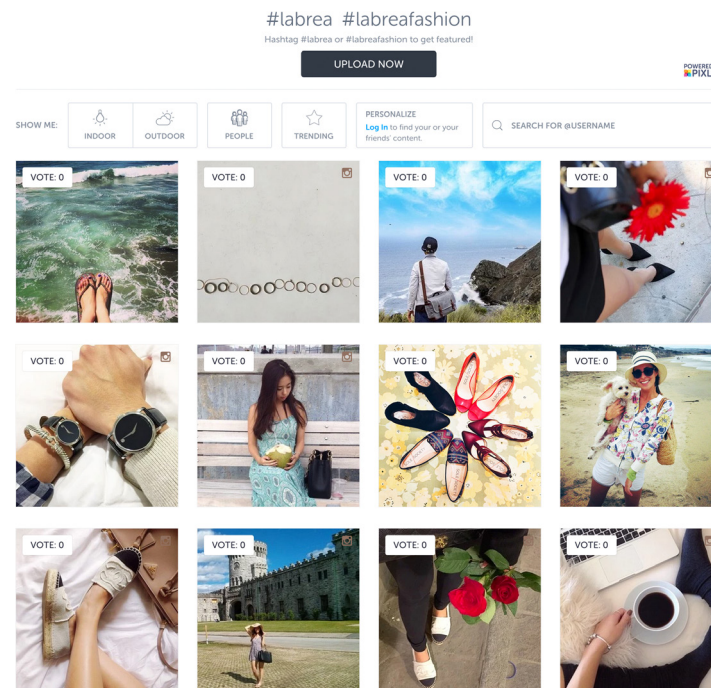 #labrea #labreafashion
Hashtag #labrea or #labreafashion to get featured!
UPLOAD NOW
POWERED
PIXL
SHOW ME:
INDOOR
OUTDOOR
PEOPLE
TRENDING
PERSONALIZE
Log In to find your or your
friends' content.
SEARCH FOR @USERNAME
VOTE: 0
VOTE: 0
VOTE: 0
VOTE: 0
VOTE: 0
VOTE: 0
VOTE: 0
VOTE: 0
VOTE: 0
VOTE: 0
VOTE: 0
VOTE: 0